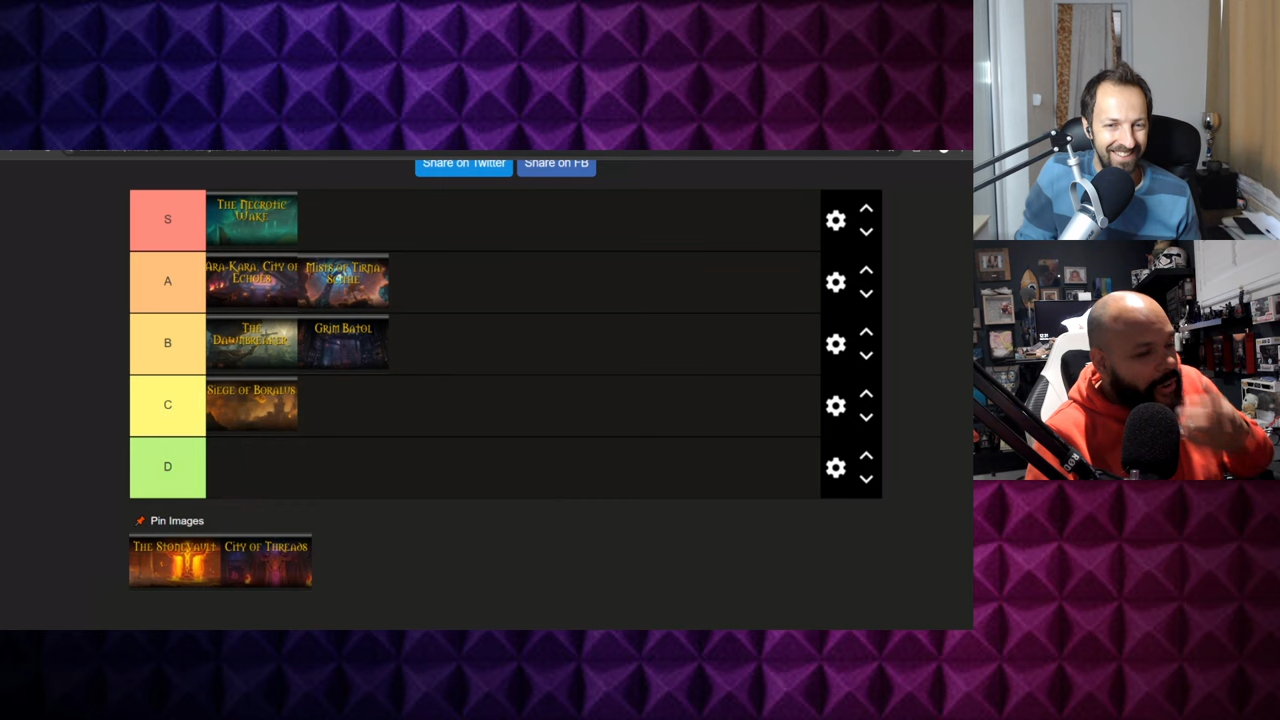 Share on Twitter
Share on FB
S
The Necrotic
Wake
A
Ara-Kara, City of
Echoes
Mists of Tirna
Scithe
B
The
Dawnbreaker
Grim Batol
C
Siege of Boralus
D
Pin Images
The Stonevault
City of Threads
RØD